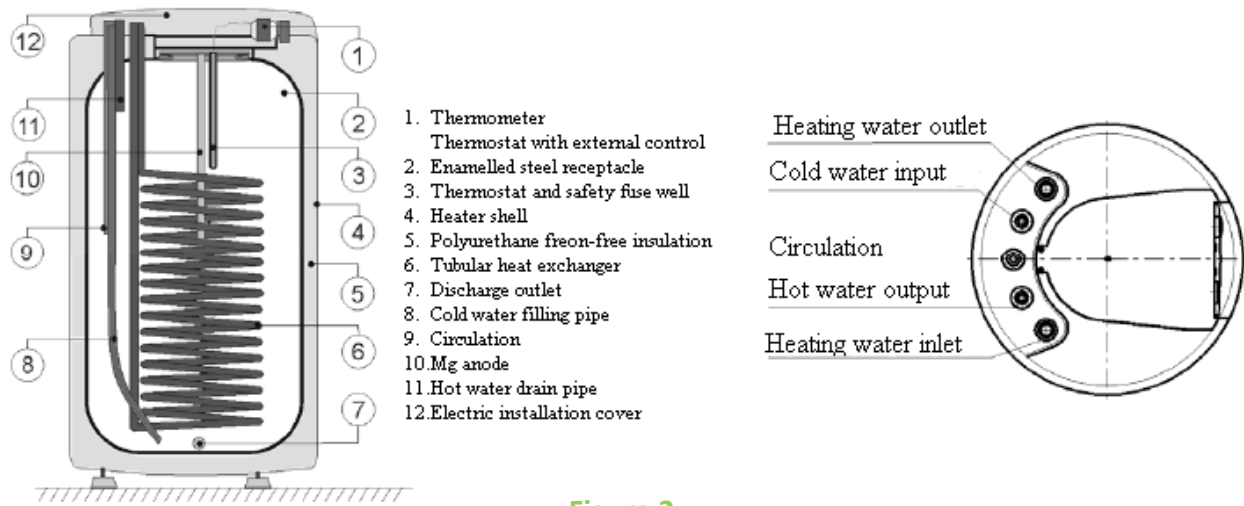 12
11
10
9
8
1
2
3
4
5
6
7
1. Thermometer
Thermostat with external control
2. Enamelled steel receptacle
3. Thermostat and safety fuse well
4. Heater shell
5. Polyurethane freon-free insulation
6. Tubular heat exchanger
7. Discharge outlet
8. Cold water filling pipe
9. Circulation
10.Mg anode
11.Hot water drain pipe
12.Electric installation cover
Heating water outlet
Cold water input
Circulation
Hot water output
Heating water inlet